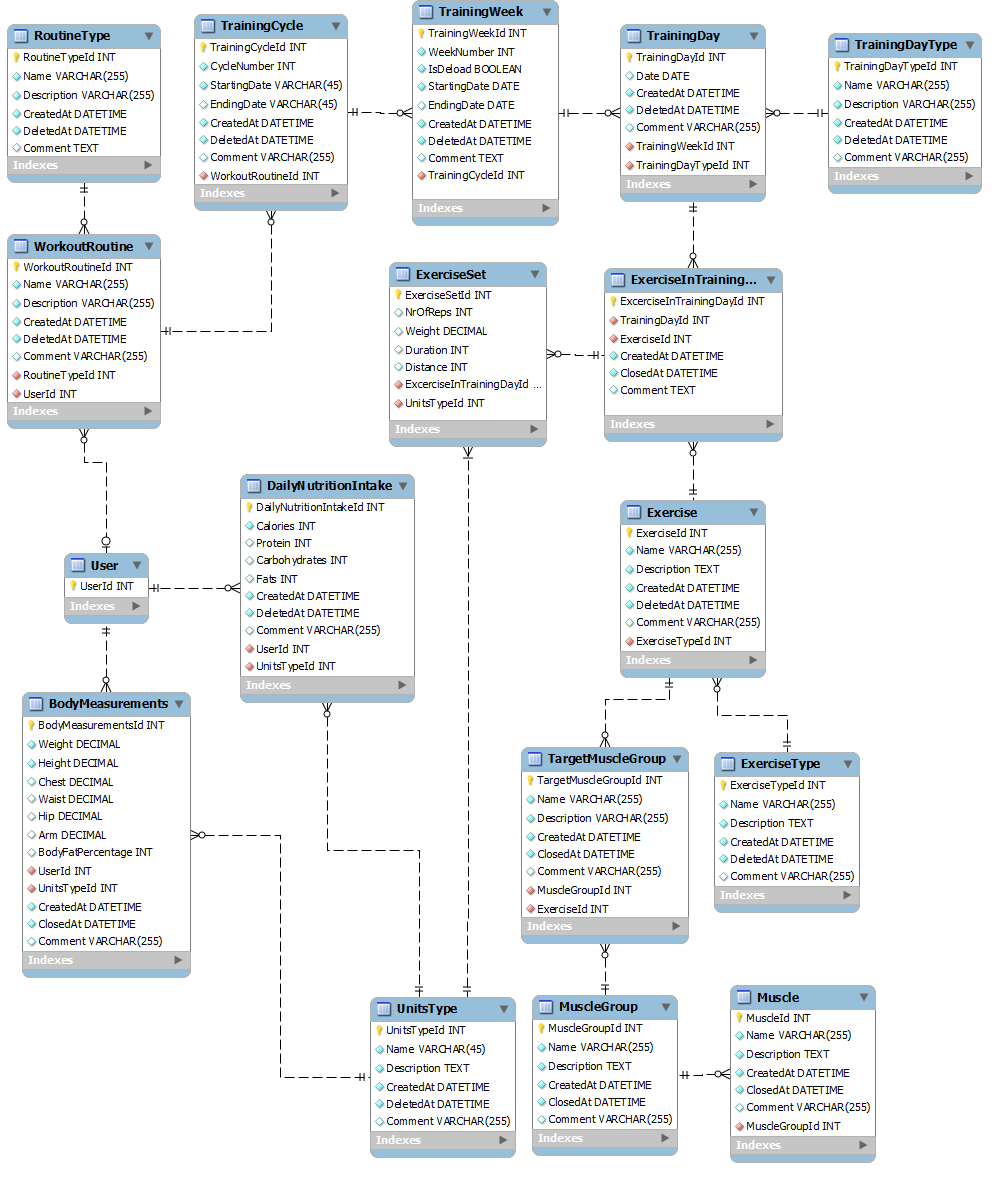 RoutineType
RoutineTypeId INT
Name VARCHAR(255)
Description VARCHAR(255)
CreatedAt DATETIME
DeletedAt DATETIME
Comment TEXT
Indexes
TrainingCycle
TrainingCycleId INT
CycleNumber INT
StartingDate VARCHAR(45)
EndingDate VARCHAR(45)
CreatedAt DATETIME
DeletedAt DATETIME
Comment VARCHAR(255)
WorkoutRoutineId INT
Indexes
TrainingWeek
TrainingWeekId INT
WeekNumber INT
IsDeload BOOLEAN
StartingDate DATE
EndingDate DATE
CreatedAt DATETIME
DeletedAt DATETIME
Comment TEXT
TrainingCycleId INT
Indexes
TrainingDay
TrainingDayId INT
Date DATE
CreatedAt DATETIME
DeletedAt DATETIME
Comment VARCHAR(255)
TrainingWeekId INT
TrainingDayTypeId INT
Indexes
TrainingDayType
TrainingDayTypeId INT
Name VARCHAR(255)
Description VARCHAR(255)
CreatedAt DATETIME
DeletedAt DATETIME
Comment VARCHAR(255)
Indexes
WorkoutRoutine
WorkoutRoutineId INT
Name VARCHAR(255)
Description VARCHAR(255)
CreatedAt DATETIME
DeletedAt DATETIME
Comment VARCHAR(255)
RoutineTypeId INT
UserId INT
Indexes
ExerciseSet
ExerciseSetId INT
NrOfReps INT
Weight DECIMAL
Duration INT
Distance INT
ExcerciseInTrainingDayId ...
UnitsTypeId INT
Indexes
ExerciseInTraining...
ExcerciseInTrainingDayId INT
TrainingDayId INT
ExerciseId INT
CreatedAt DATETIME
ClosedAt DATETIME
Comment TEXT
Indexes
User
UserId INT
Indexes
DailyNutritionIntake
DailyNutritionIntakeId INT
Calories INT
Protein INT
Carbohydrates INT
Fats INT
CreatedAt DATETIME
DeletedAt DATETIME
Comment VARCHAR(255)
UserId INT
UnitsTypeId INT
Indexes
Exercise
ExerciseId INT
Name VARCHAR(255)
Description TEXT
CreatedAt DATETIME
DeletedAt DATETIME
Comment VARCHAR(255)
ExerciseTypeId INT
Indexes
BodyMeasurements
BodyMeasurementsId INT
Weight DECIMAL
Height DECIMAL
Chest DECIMAL
Waist DECIMAL
Hip DECIMAL
Arm DECIMAL
BodyFatPercentage INT
UserId INT
UnitsTypeId INT
CreatedAt DATETIME
ClosedAt DATETIME
Comment VARCHAR(255)
Indexes
TargetMuscleGroup
TargetMuscleGroupId INT
Name VARCHAR(255)
Description VARCHAR(255)
CreatedAt DATETIME
ClosedAt DATETIME
Comment VARCHAR(255)
MuscleGroupId INT
ExerciseId INT
Indexes
ExerciseType
ExerciseTypeId INT
Name VARCHAR(255)
Description TEXT
CreatedAt DATETIME
DeletedAt DATETIME
Comment VARCHAR(255)
Indexes
UnitsType
UnitsTypeId INT
Name VARCHAR(45)
Description TEXT
CreatedAt DATETIME
DeletedAt DATETIME
Comment VARCHAR(255)
Indexes
MuscleGroup
MuscleGroupId INT
Name VARCHAR(255)
Description TEXT
CreatedAt DATETIME
ClosedAt DATETIME
Comment VARCHAR(255)
Indexes
Muscle
MuscleId INT
Name VARCHAR(255)
Description TEXT
CreatedAt DATETIME
ClosedAt DATETIME
Comment VARCHAR(255)
MuscleGroupId INT
Indexes